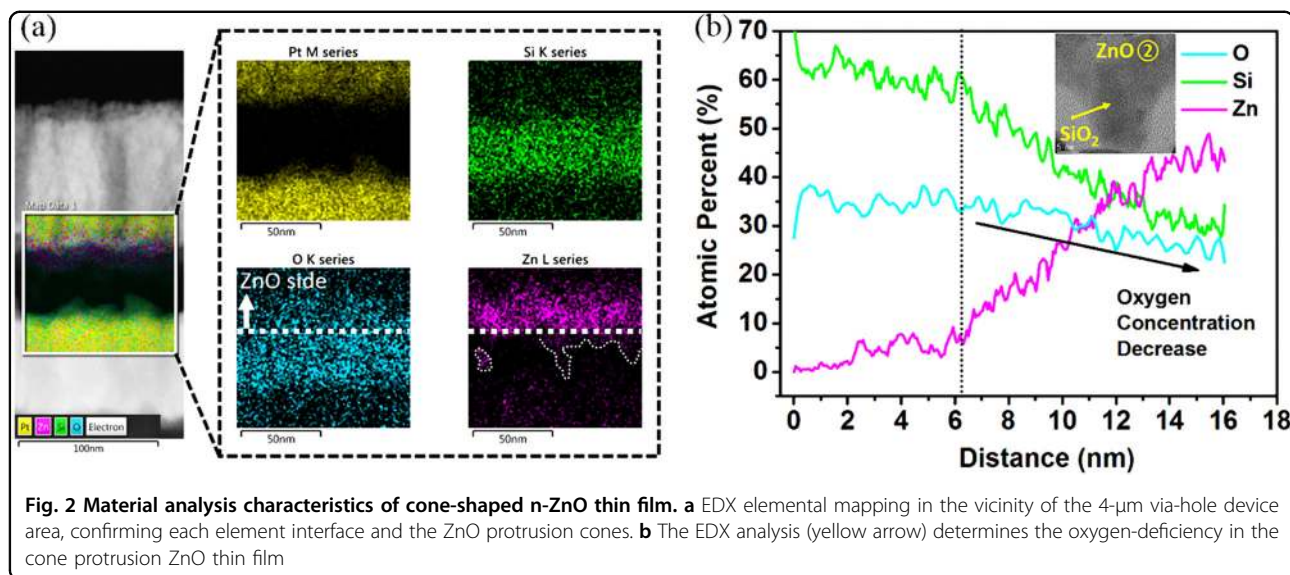 (a)
Map Data 1
Pt Zn Si O Electron
100nm
Pt M series
50nm
Si K series
50nm
O K series
ZnO side
50nm
Zn L series
50nm
(b)
Atomic Percent (%)
70
60
50
40
30
20
10
0
0 2 4 6 8 10 12 14 16 18
Distance (nm)
ZnO ②
SiO₂
O
Si
Zn
Oxygen
Concentration
Decrease
Fig. 2 Material analysis characteristics of cone-shaped n-ZnO thin film. a EDX elemental mapping in the vicinity of the 4-μm via-hole device
area, confirming each element interface and the ZnO protrusion cones. b The EDX analysis (yellow arrow) determines the oxygen-deficiency in the
cone protrusion ZnO thin film